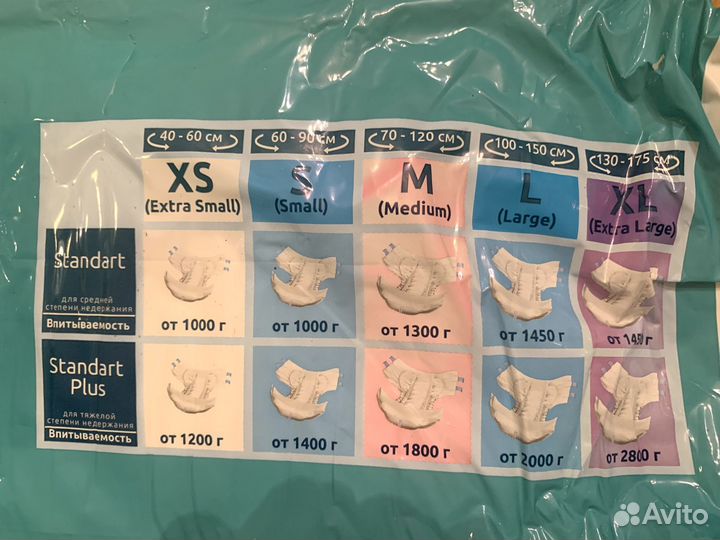 40 - 60 см 60 - 90 см 70 - 120 см 100 - 150 см 130 - 175 см
XS S M L XL
(Extra Small) (Small) (Medium) (Large) (Extra Large)
Standart
для средней
степени недержания
Впитываемость
от 1000 г от 1000 г от 1300 г от 1450 г от 1450 г
Standart
Plus
для тяжелой
степени недержания
Впитываемость
от 1200 г от 1400 г от 1800 г от 2000 г от 2800 г
Avito